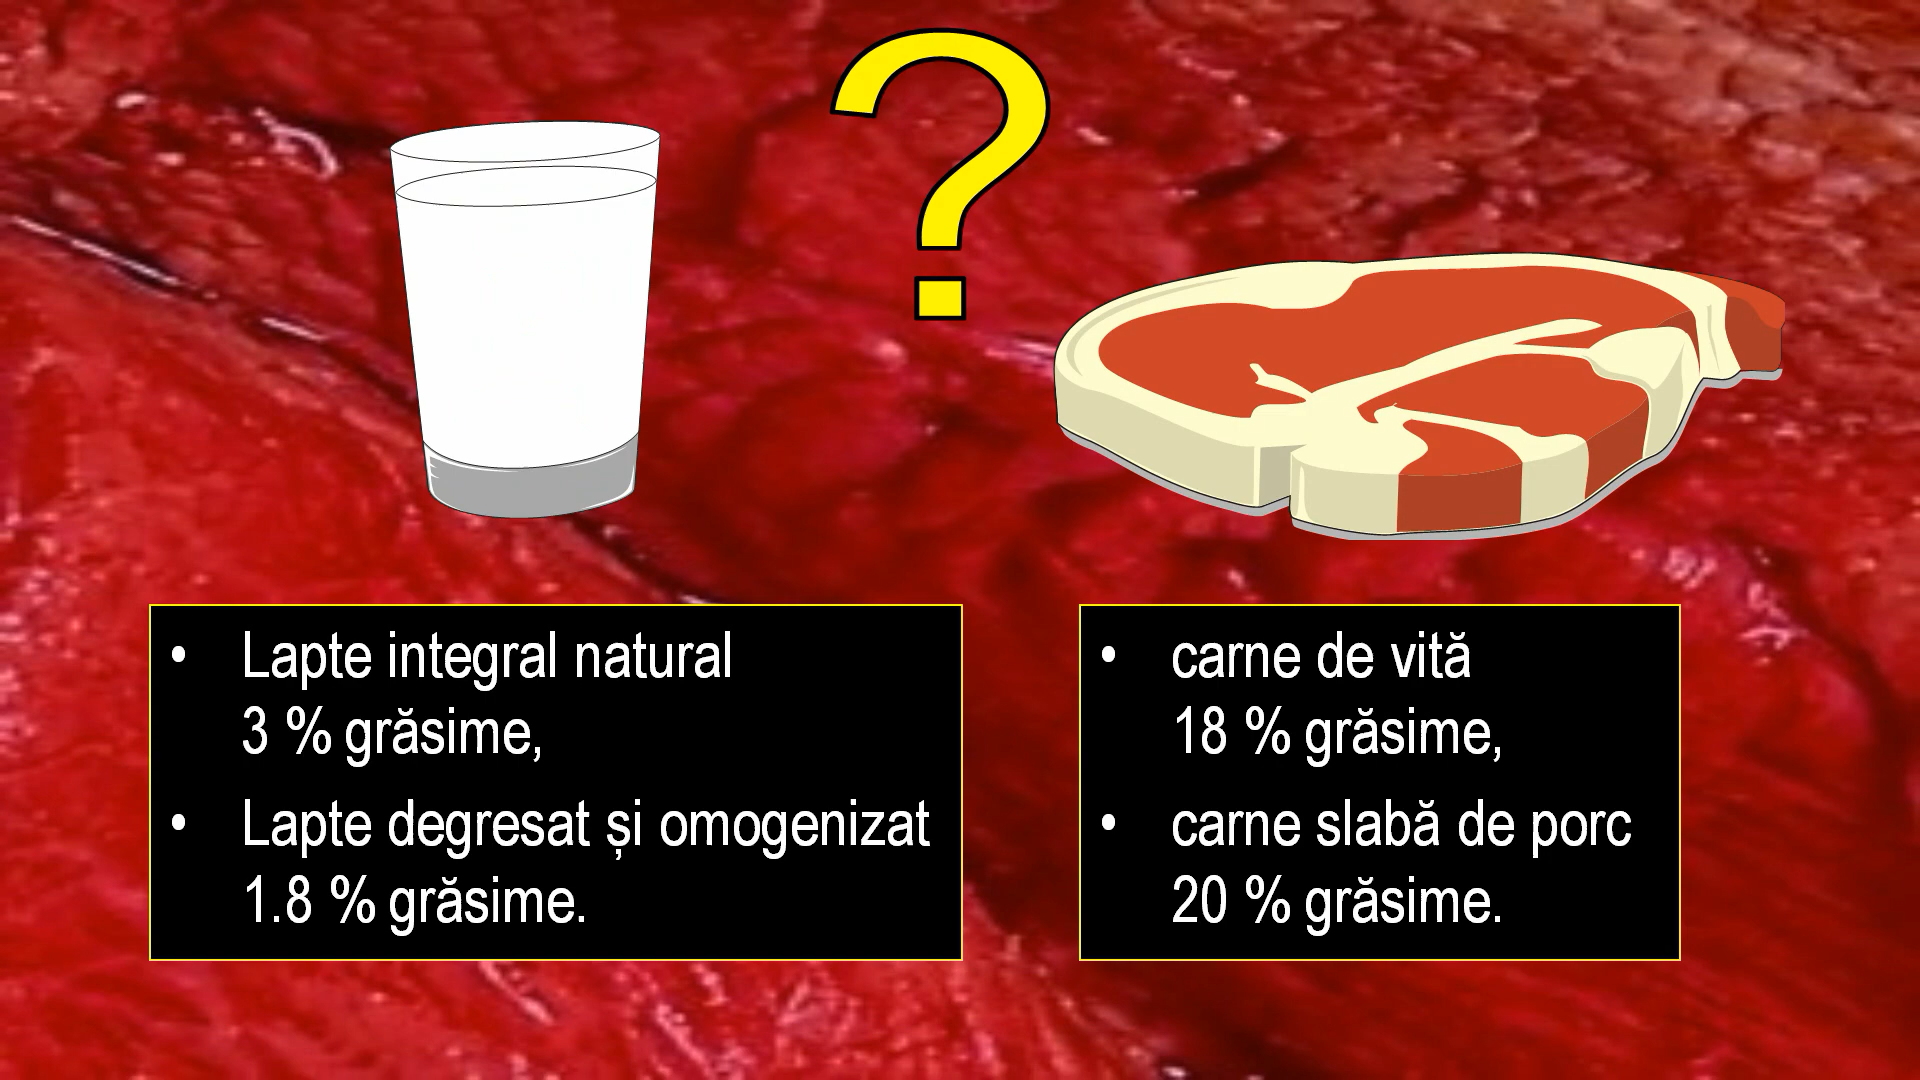 ?
• Lapte integral natural
3 % grăsime,
• Lapte degresat și omogenizat
1.8 % grăsime.
• carne de vită
18 % grăsime,
• carne slabă de porc
20 % grăsime.